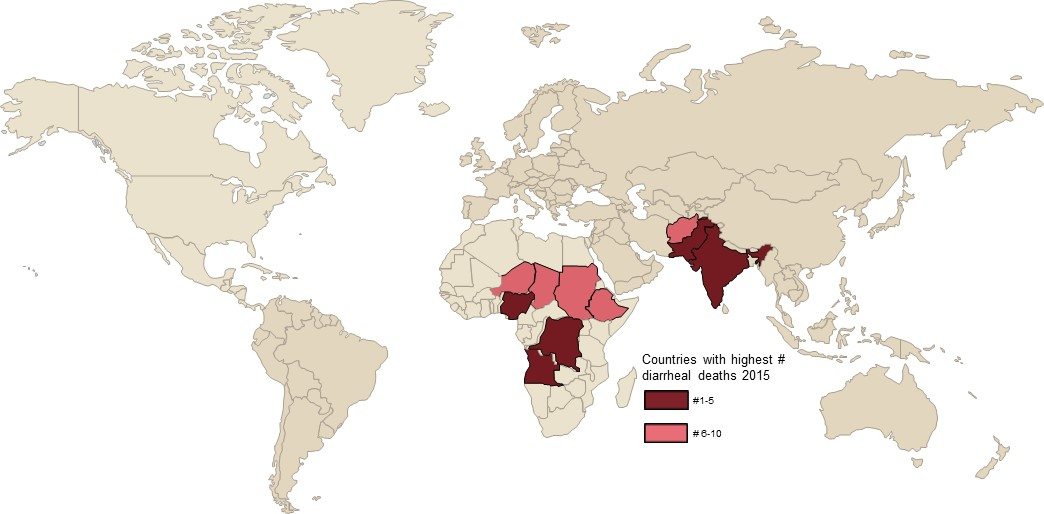 Countries with highest #
diarrheal deaths 2015
#1-5
#6-10